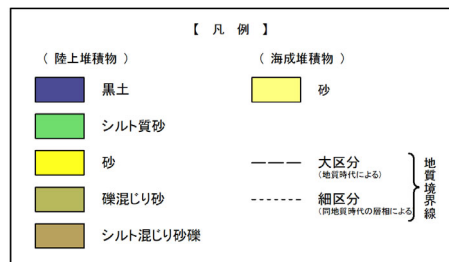 【 凡 例 】
( 陸上堆積物 )
黒土
シルト質砂
砂
礫混じり砂
シルト混じり砂礫
( 海成堆積物 )
砂
大区分
(地質時代による)
細区分
(同地質時代の層相による
地質境界線